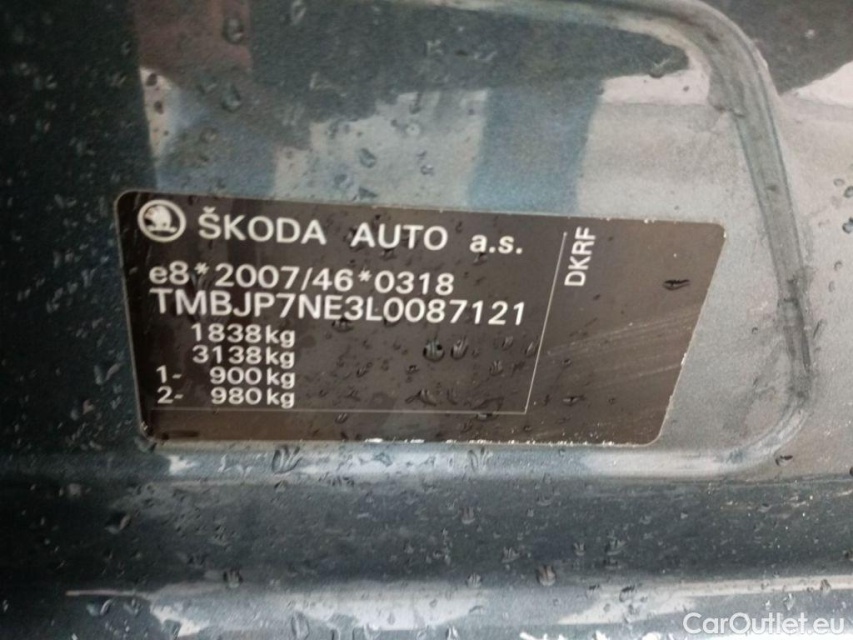 ŠKODA AUTO a.s.
DKRF
e8*2007/46*0318
TMBJP7NE3L0087121
1838kg
3138kg
1- 900kg
2- 980kg
CarOutlet.eu